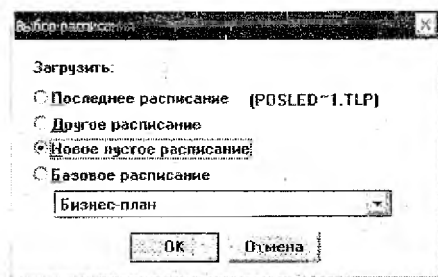 Выбор расписания
Загрузить:
Последнее расписание (POSLED~1.TLP)
Другое расписание
Новое пустое расписание
Базовое расписание
Бизнес-план
OK Отмена